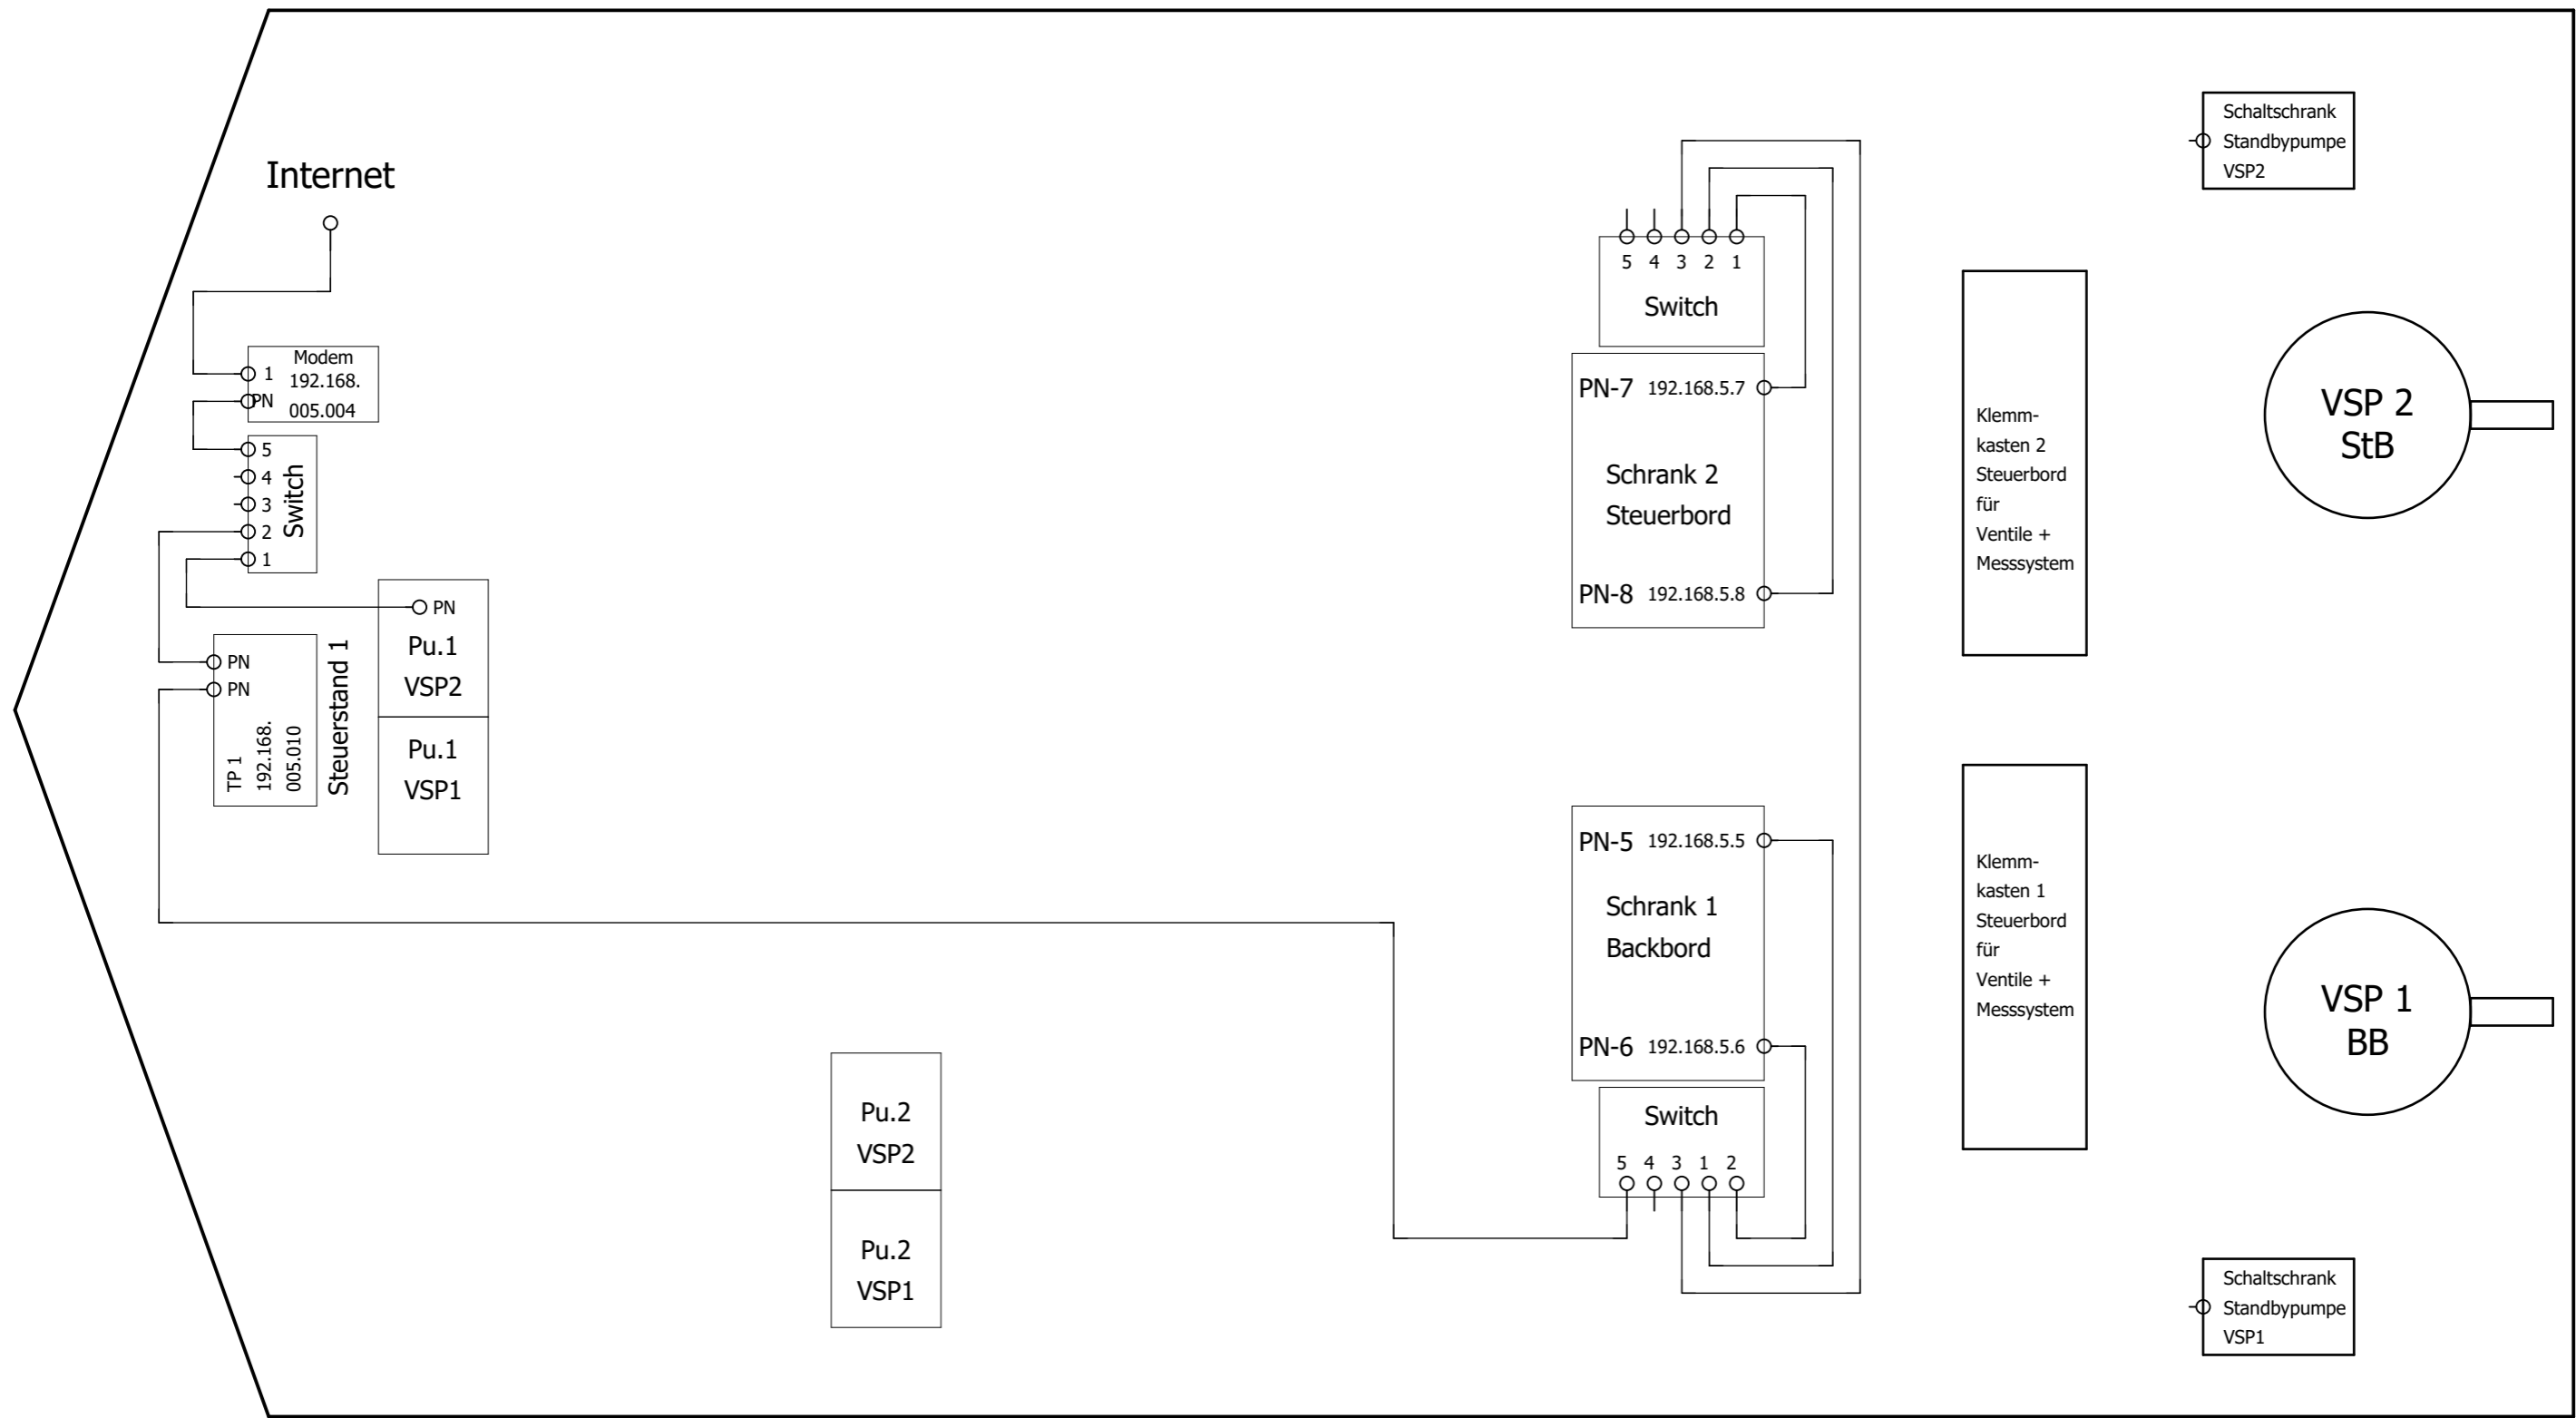 Internet
Modem
1 192.168.
PN 005.004
5
4
3
2
1
Switch
PN
Pu.1
VSP2
Pu.1
VSP1
PN
PN
TP 1
192.168.
005.010
Steuerstand 1
Pu.2
VSP2
Pu.2
VSP1
5 4 3 2 1
Switch
PN-7 192.168.5.7
Schrank 2
Steuerbord
PN-8 192.168.5.8
PN-5 192.168.5.5
Schrank 1
Backbord
PN-6 192.168.5.6
Switch
5 4 3 1 2
Klemm-
kasten 2
Steuerbord
für
Ventile +
Messsystem
Klemm-
kasten 1
Steuerbord
für
Ventile +
Messsystem
Schaltschrank
Standbypumpe
VSP2
VSP 2
StB
VSP 1
BB
Schaltschrank
Standbypumpe
VSP1